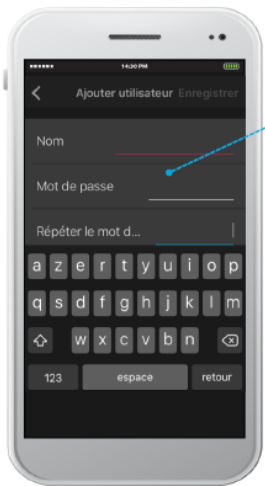 14:30 PM
Ajouter utilisateur Enregistrer
Nom
Mot de passe
Répéter le mot d...
a z e r t y u i o p
q s d f g h j k l m
w x c v b n
123 espace retour